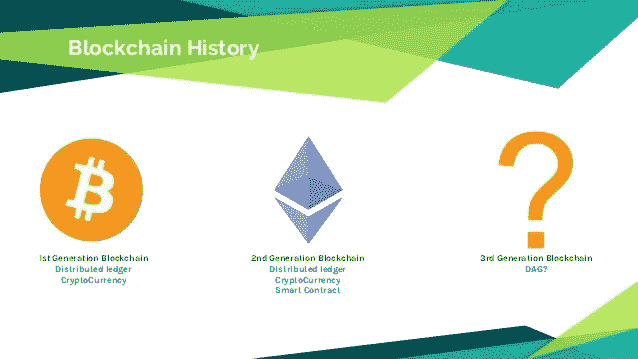 Blockchain History
1st Generation Blockchain
Distributed ledger
CryptoCurrency
2nd Generation Blockchain
Distributed ledger
CryptoCurrency
Smart Contract
?
3rd Generation Blockchain
DAG?